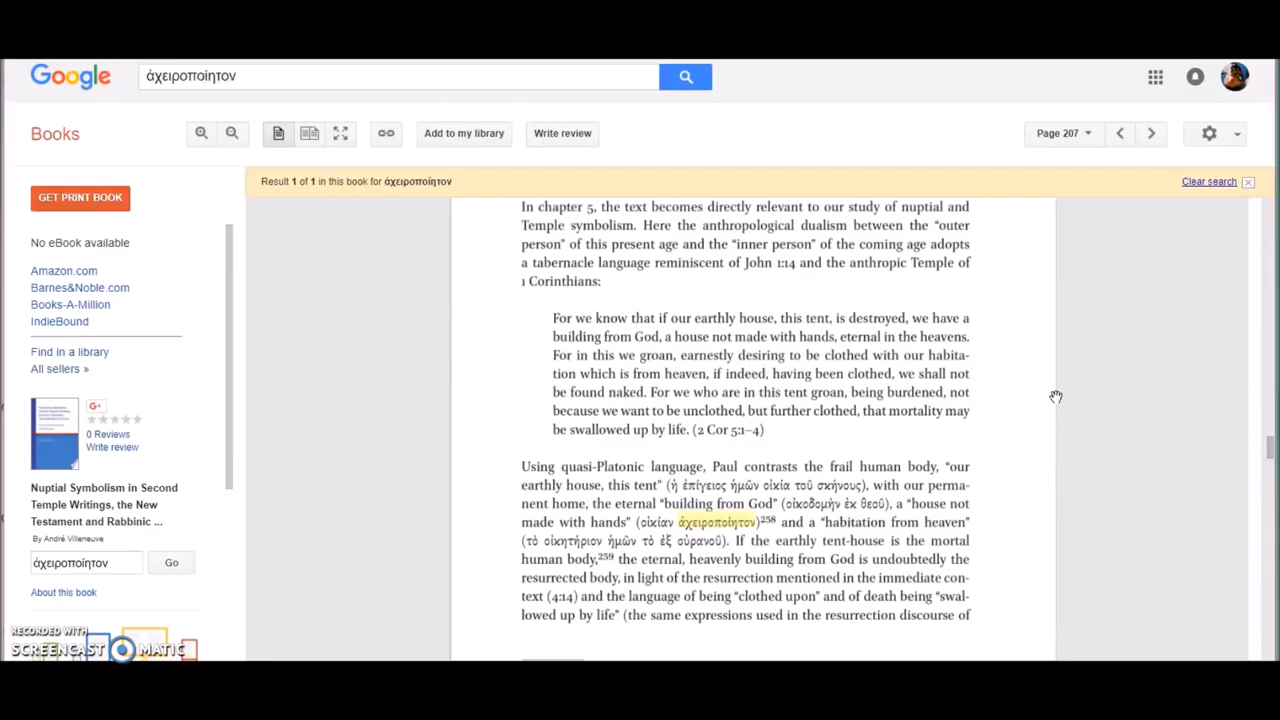 Google
ἀχειροποίητον
Books
Add to my library
Write review
Page 207
Result 1 of 1 in this book for ἀχειροποίητον
Clear search
GET PRINT BOOK
No eBook available
Amazon.com
Barnes&Noble.com
Books-A-Million
IndieBound
Find in a library
All sellers »
G+
0 Reviews
Write review
Nuptial Symbolism in Second
Temple Writings, the New
Testament and Rabbinic ...
By André Villeneuve
ἀχειροποίητον
Go
About this book
In chapter 5, the text becomes directly relevant to our study of nuptial and
Temple symbolism. Here the anthropological dualism between the “outer
person” of this present age and the “inner person” of the coming age adopts
a tabernacle language reminiscent of John 1:14 and the anthropic Temple of
1 Corinthians:
For we know that if our earthly house, this tent, is destroyed, we have a
building from God, a house not made with hands, eternal in the heavens.
For in this we groan, earnestly desiring to be clothed with our habita-
tion which is from heaven, if indeed, having been clothed, we shall not
be found naked. For we who are in this tent groan, being burdened, not
because we want to be unclothed, but further clothed, that mortality may
be swallowed up by life. (2 Cor 5:1–4)
Using quasi-Platonic language, Paul contrasts the frail human body, “our
earthly house, this tent” (ἡ ἐπίγειος ἡμῶν οἰκία τοῦ σκήνους), with our perma-
nent home, the eternal “building from God” (οἰκοδομὴν ἐκ θεοῦ), a “house not
made with hands” (οἰκίαν ἀχειροποίητον)258 and a “habitation from heaven”
(τὸ οἰκητήριον ἡμῶν τὸ ἐξ οὐρανοῦ). If the earthly tent-house is the mortal
human body,259 the eternal, heavenly building from God is undoubtedly the
resurrected body, in light of the resurrection mentioned in the immediate con-
text (4:14) and the language of being “clothed upon” and of death being “swal-
lowed up by life” (the same expressions used in the resurrection discourse of
RECORDED WITH
SCREENCAST MATIC